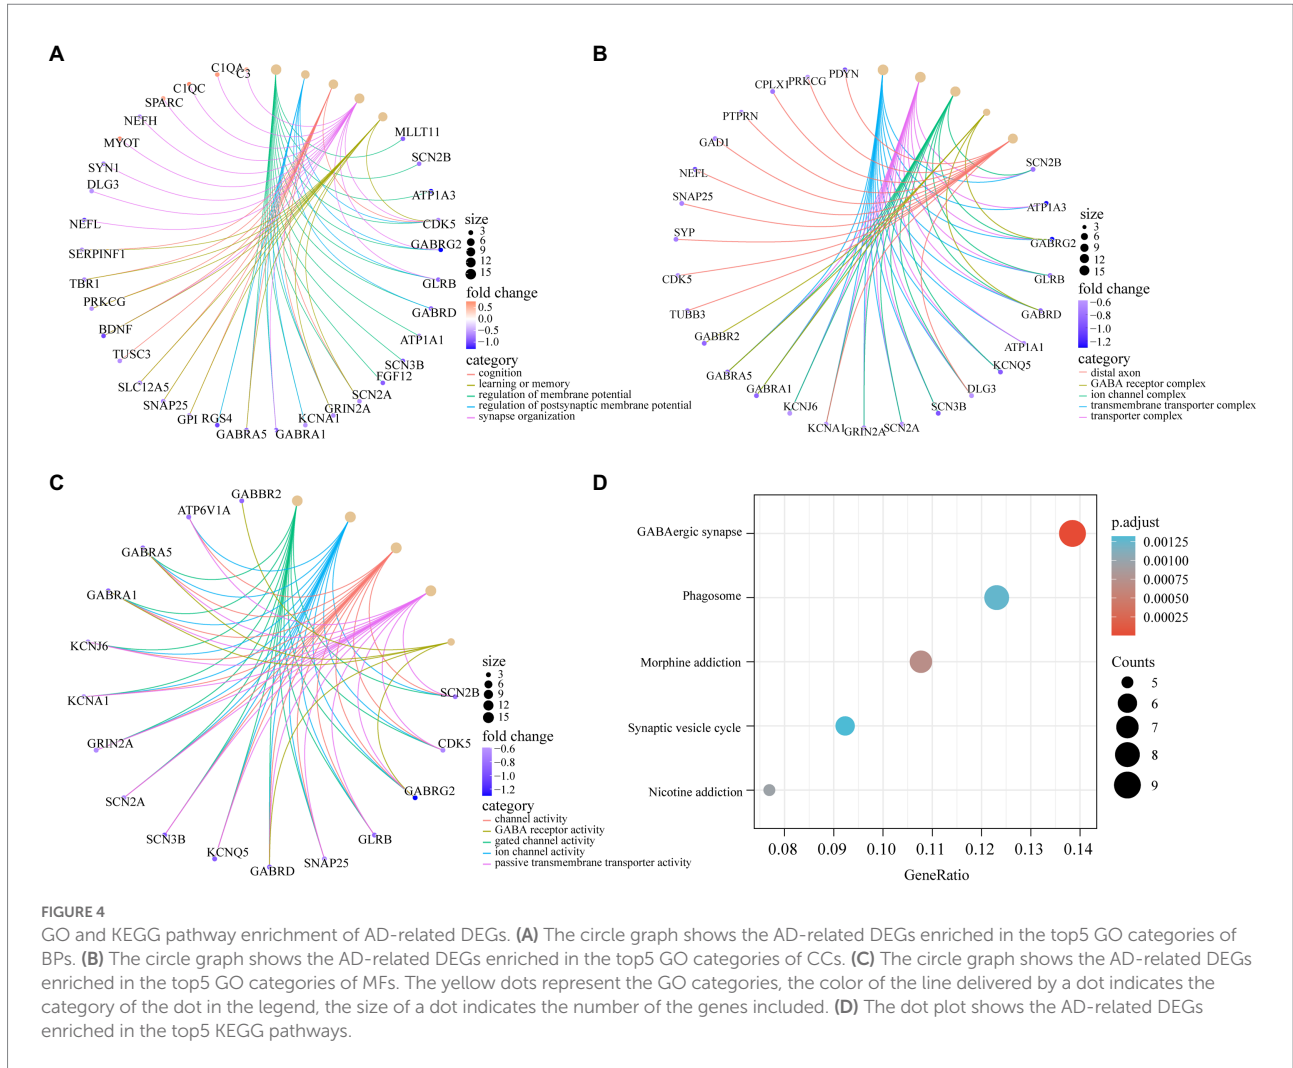 A
C1QA
C3
C1QC
SPARC
NEFH
MYOT
SYN1
DLG3
NEFL
SERPINF1
TBR1
PRKCG
BDNF
TUSC3
SLC12A5
SNAP25
GPI
RGS4
GABRA5
GABRA1
KCNA1
GRIN2A
SCN2A
FGF12
SCN3B
ATP1A1
GABRD
GLRB
GABRG2
CDK5
ATP1A3
SCN2B
MLLT11
size
3
6
9
12
15
fold change
0.5
0.0
−0.5
−1.0
category
cognition
learning or memory
regulation of membrane potential
regulation of postsynaptic membrane potential
synapse organization
B
PDYN
PRKCG
CPLX1
PTPRN
GAD1
NEFL
SNAP25
SYP
CDK5
TUBB3
GABBR2
GABRA5
GABRA1
KCNJ6
KCNA1
GRIN2A
SCN2A
SCN3B
DLG3
KCNQ5
ATP1A1
GABRD
GLRB
GABRG2
ATP1A3
SCN2B
size
3
6
9
12
15
fold change
−0.6
−0.8
−1.0
−1.2
category
distal axon
GABA receptor complex
ion channel complex
transmembrane transporter complex
transporter complex
C
GABBR2
ATP6V1A
GABRA5
GABRA1
KCNJ6
KCNA1
GRIN2A
SCN2A
SCN3B
KCNQ5
GABRD
SNAP25
GLRB
GABRG2
CDK5
SCN2B
size
3
6
9
12
15
fold change
−0.6
−0.8
−1.0
−1.2
category
channel activity
GABA receptor activity
gated channel activity
ion channel activity
passive transmembrane transporter activity
D
GABAergic synapse
Phagosome
Morphine addiction
Synaptic vesicle cycle
Nicotine addiction
0.08 0.09 0.10 0.11 0.12 0.13 0.14
GeneRatio
p.adjust
0.00125
0.00100
0.00075
0.00050
0.00025
Counts
5
6
7
8
9
FIGURE 4
GO and KEGG pathway enrichment of AD-related DEGs. (A) The circle graph shows the AD-related DEGs enriched in the top5 GO categories of
BPs. (B) The circle graph shows the AD-related DEGs enriched in the top5 GO categories of CCs. (C) The circle graph shows the AD-related DEGs
enriched in the top5 GO categories of MFs. The yellow dots represent the GO categories, the color of the line delivered by a dot indicates the
category of the dot in the legend, the size of a dot indicates the number of the genes included. (D) The dot plot shows the AD-related DEGs
enriched in the top5 KEGG pathways.